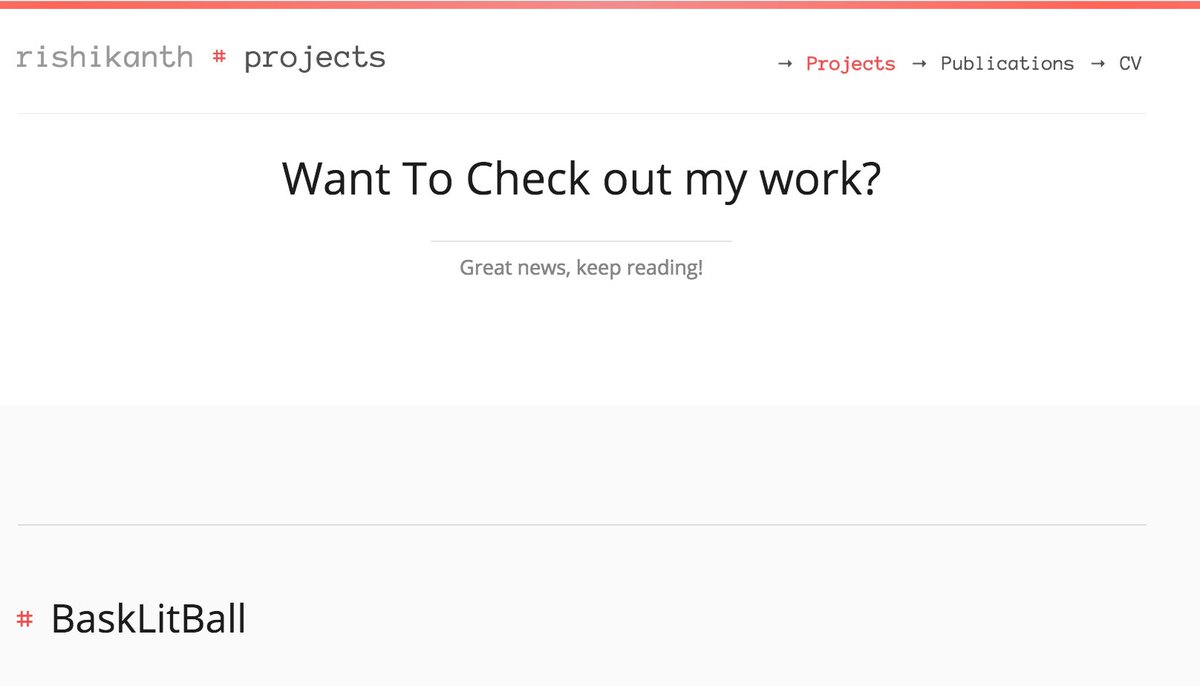 rishikanth # projects
→ Projects → Publications → CV
Want To Check out my work?
Great news, keep reading!
# BaskLitBall